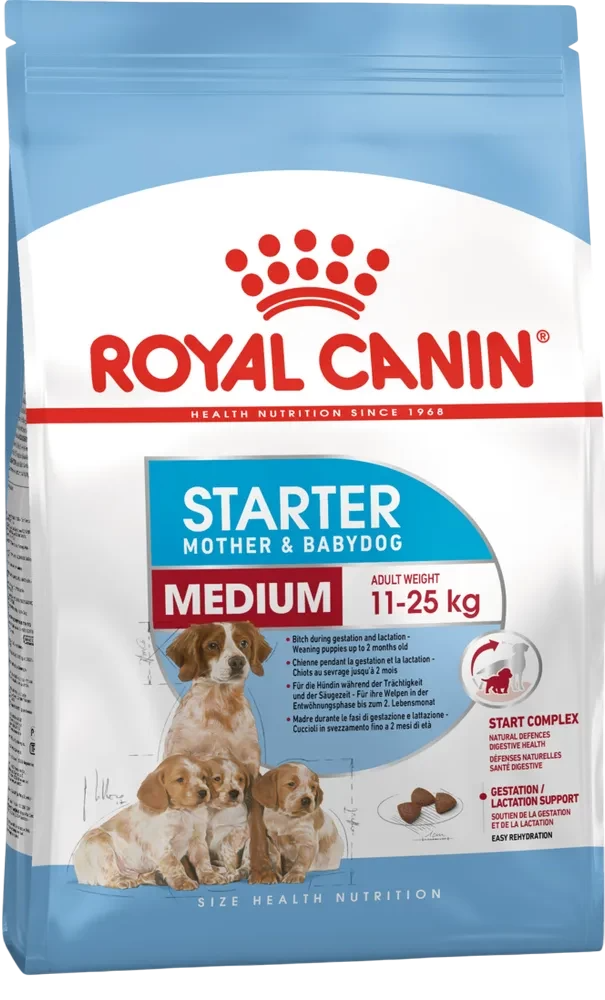 ROYAL CANIN®
HEALTH NUTRITION SINCE 1968
STARTER
MOTHER & BABYDOG
MEDIUM
ADULT WEIGHT
11-25 kg
• Bitch during gestation and lactation -
Weaning puppies up to 2 months old
• Chienne pendant la gestation et la lactation -
Chiots au sevrage jusqu'à 2 mois
• Für die Hündin während der Trächtigkeit
und der Säugezeit - Für ihre Welpen in der
Entwöhnungsphase bis zum 2. Lebensmonat
• Madre durante le fasi di gestazione e lattazione -
Cuccioli in svezzamento fino a 2 mesi di età
START COMPLEX
NATURAL DEFENCES
DIGESTIVE HEALTH
DÉFENSES NATURELLES
SANTÉ DIGESTIVE
• GESTATION /
LACTATION SUPPORT
SOUTIEN DE LA GESTATION
ET DE LA LACTATION
EASY REHYDRATION
SIZE HEALTH NUTRITION